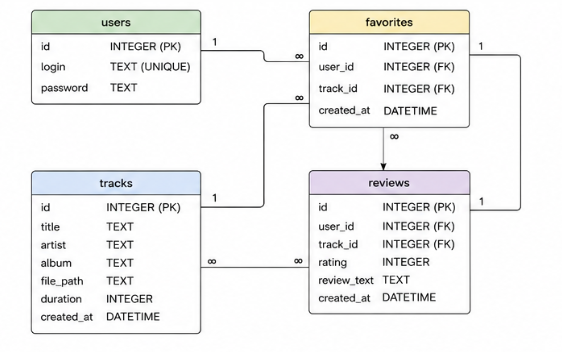 users
id INTEGER (PK)
login TEXT (UNIQUE)
password TEXT
1
∞
∞
favorites
id INTEGER (PK)
user_id INTEGER (FK)
track_id INTEGER (FK)
created_at DATETIME
1
∞
tracks
id INTEGER (PK)
title TEXT
artist TEXT
album TEXT
file_path TEXT
duration INTEGER
created_at DATETIME
1
∞
∞
reviews
id INTEGER (PK)
user_id INTEGER (FK)
track_id INTEGER (FK)
rating INTEGER
review_text TEXT
created_at DATETIME
1